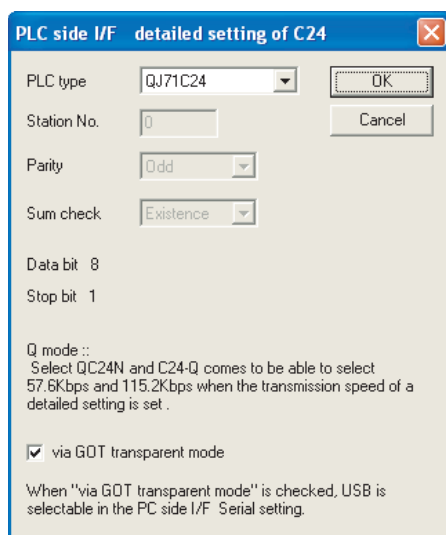 PLC side I/F detailed setting of C24
PLC type QJ71C24 OK
Station No. 0 Cancel
Parity Odd
Sum check Existence
Data bit 8
Stop bit 1
Q mode ::
Select QC24N and C24-Q comes to be able to select
57.6Kbps and 115.2Kbps when the transmission speed of a
detailed setting is set .
via GOT transparent mode
When "via GOT transparent mode" is checked, USB is
selectable in the PC side I/F Serial setting.